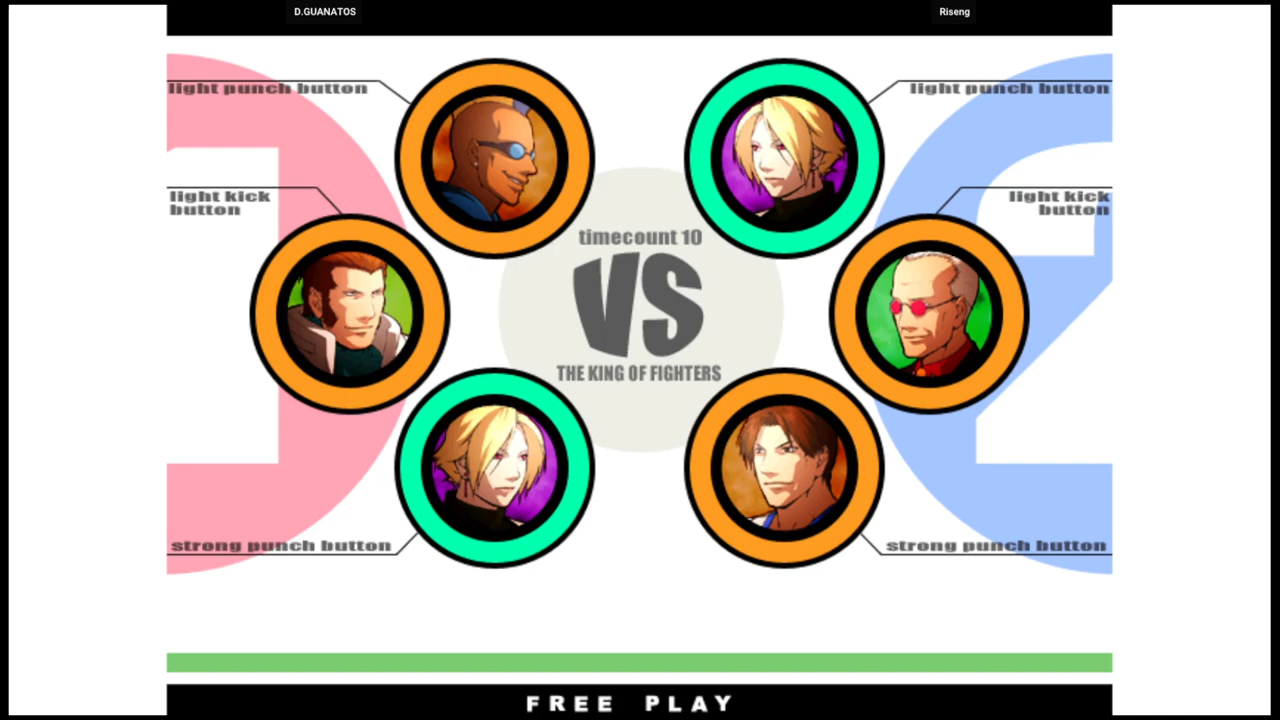 D.GUANATOS
Riseng
light punch button
light punch button
light kick
button
light kick
button
timecount 10
VS
THE KING OF FIGHTERS
strong punch button
strong punch button
FREE PLAY